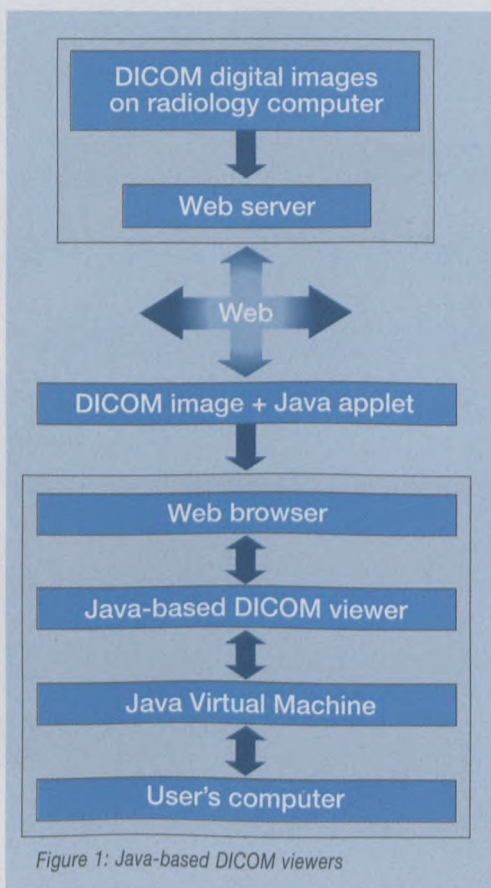 DICOM digital images
on radiology computer
Web server
Web
DICOM image + Java applet
Web browser
Java-based DICOM viewer
Java Virtual Machine
User's computer
Figure 1: Java-based DICOM viewers